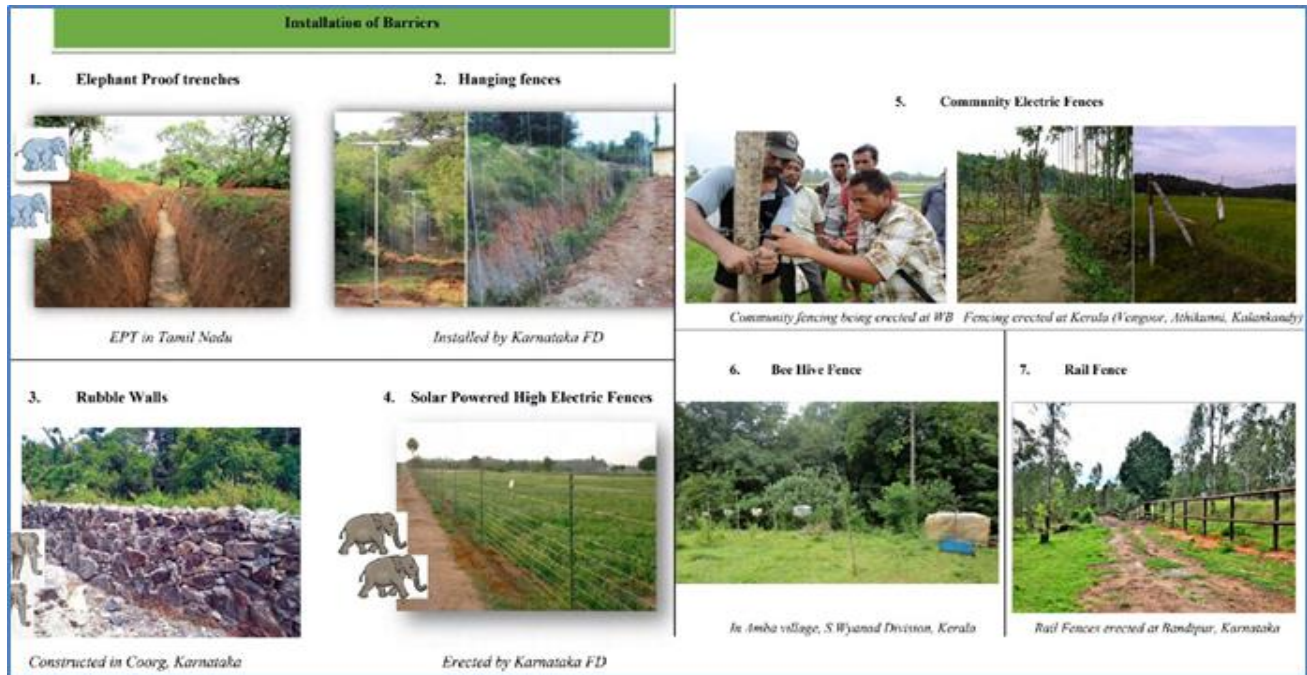 Installation of Barriers
1. Elephant Proof trenches
2. Hanging fences
EPT in Tamil Nadu
Installed by Karnataka FD
3. Rubble Walls
4. Solar Powered High Electric Fences
Constructed in Coorg, Karnataka
Erected by Karnataka FD
5. Community Electric Fences
Community fencing being erected at WB
Fencing erected at Kerala (Vengoor, Athikunni, Kalankandy)
6. Bee Hive Fence
7. Rail Fence
In Amba village, S.Wyanad Division, Kerala
Rail Fences erected at Bandipur, Karnataka